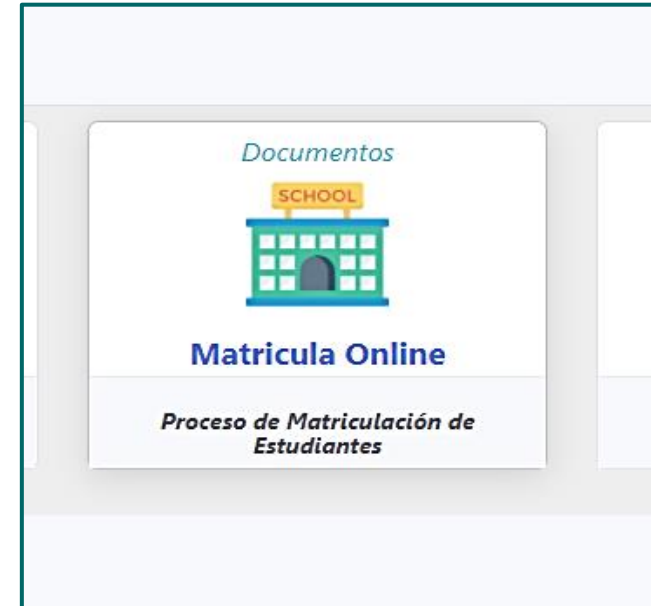 Documentos
SCHOOL
Matricula Online
Proceso de Matriculación de
Estudiantes